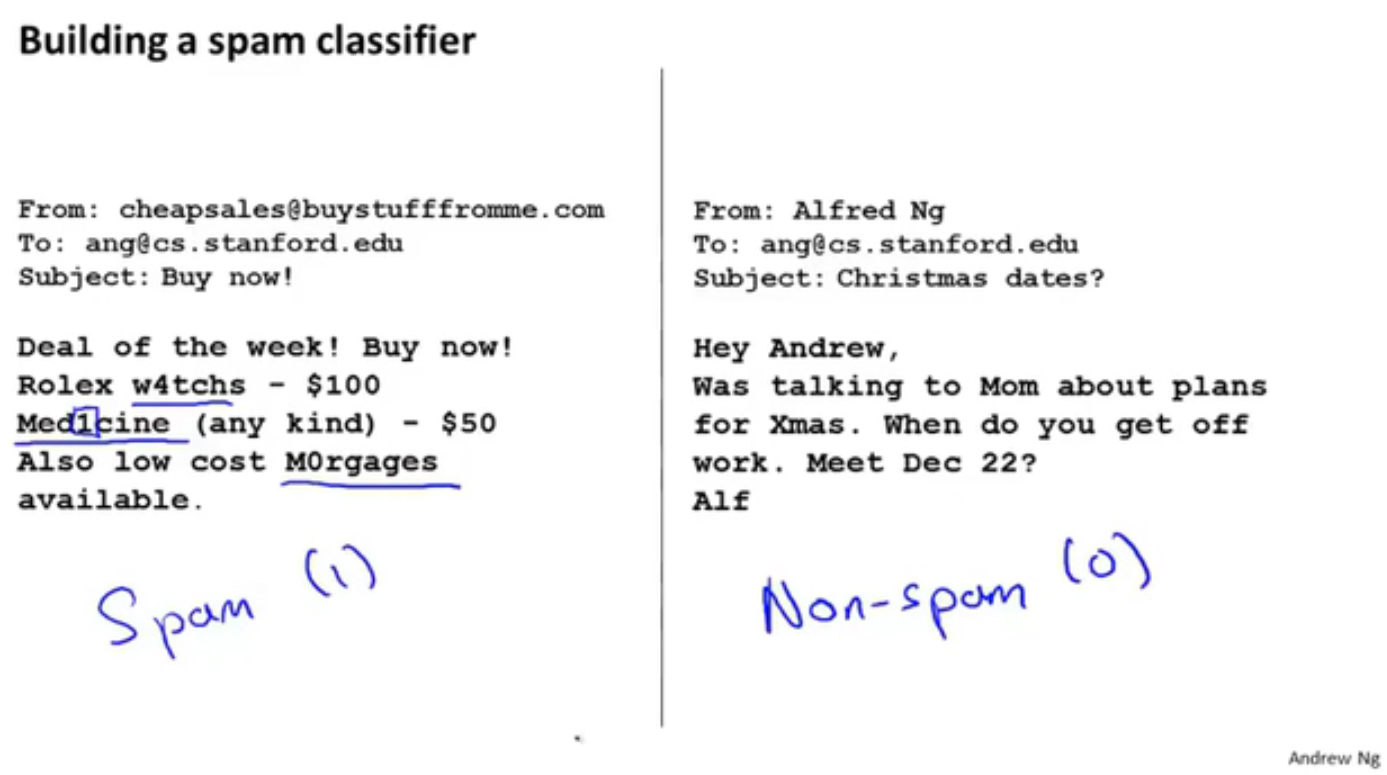 Building a spam classifier
From: cheapsales@buystufffromme.com
To: ang@cs.stanford.edu
Subject: Buy now!
Deal of the week! Buy now!
Rolex w4tchs - $100
Med1cine (any kind) - $50
Also low cost M0rgages
available.
Spam (1)
From: Alfred Ng
To: ang@cs.stanford.edu
Subject: Christmas dates?
Hey Andrew,
Was talking to Mom about plans
for Xmas. When do you get off
work. Meet Dec 22?
Alf
Non-spam (0)
Andrew Ng